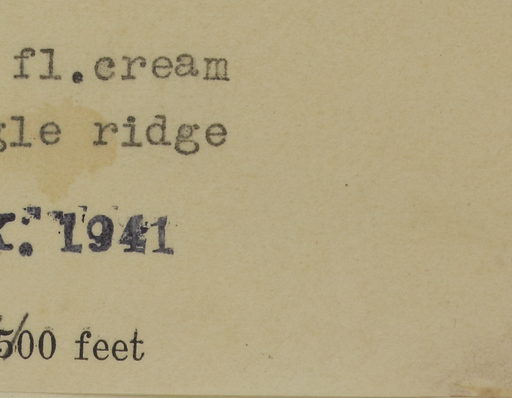 fl.cream
gle ridge
X. 1941
500 feet